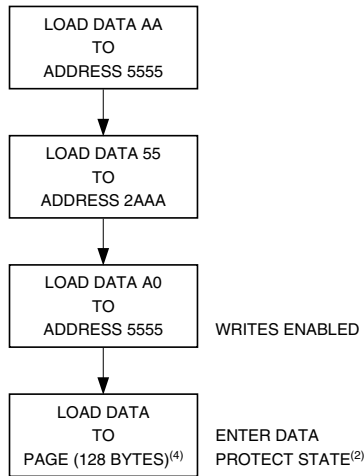 LOAD DATA AA
TO
ADDRESS 5555
LOAD DATA 55
TO
ADDRESS 2AAA
LOAD DATA A0
TO
ADDRESS 5555
WRITES ENABLED
LOAD DATA
TO
PAGE (128 BYTES)(4)
ENTER DATA
PROTECT STATE(2)